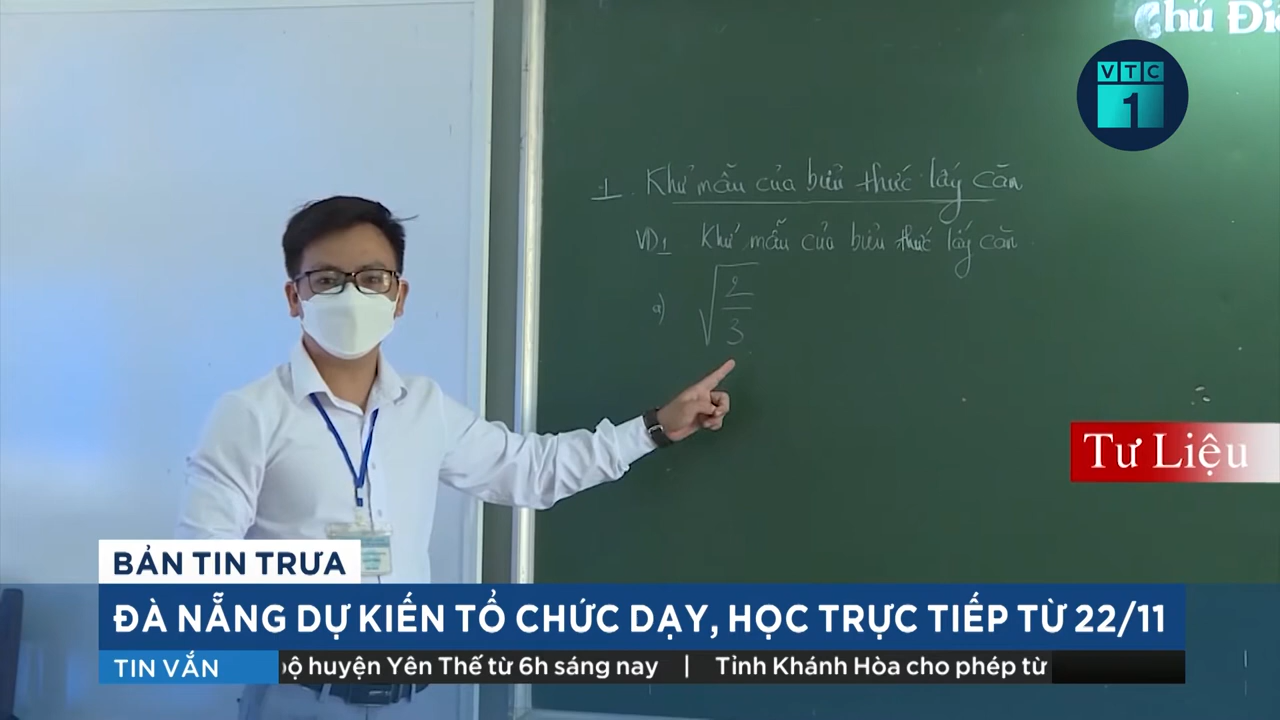 Chủ Đi
VTC
1
1. Khử mẫu của biểu thức lấy căn
VD1 Khử mẫu của biểu thức lấy căn
a) √(2/3)
Tư Liệu
BẢN TIN TRƯA
ĐÀ NẴNG DỰ KIẾN TỔ CHỨC DẠY, HỌC TRỰC TIẾP TỪ 22/11
TIN VẮN bộ huyện Yên Thế từ 6h sáng nay | Tỉnh Khánh Hòa cho phép từ